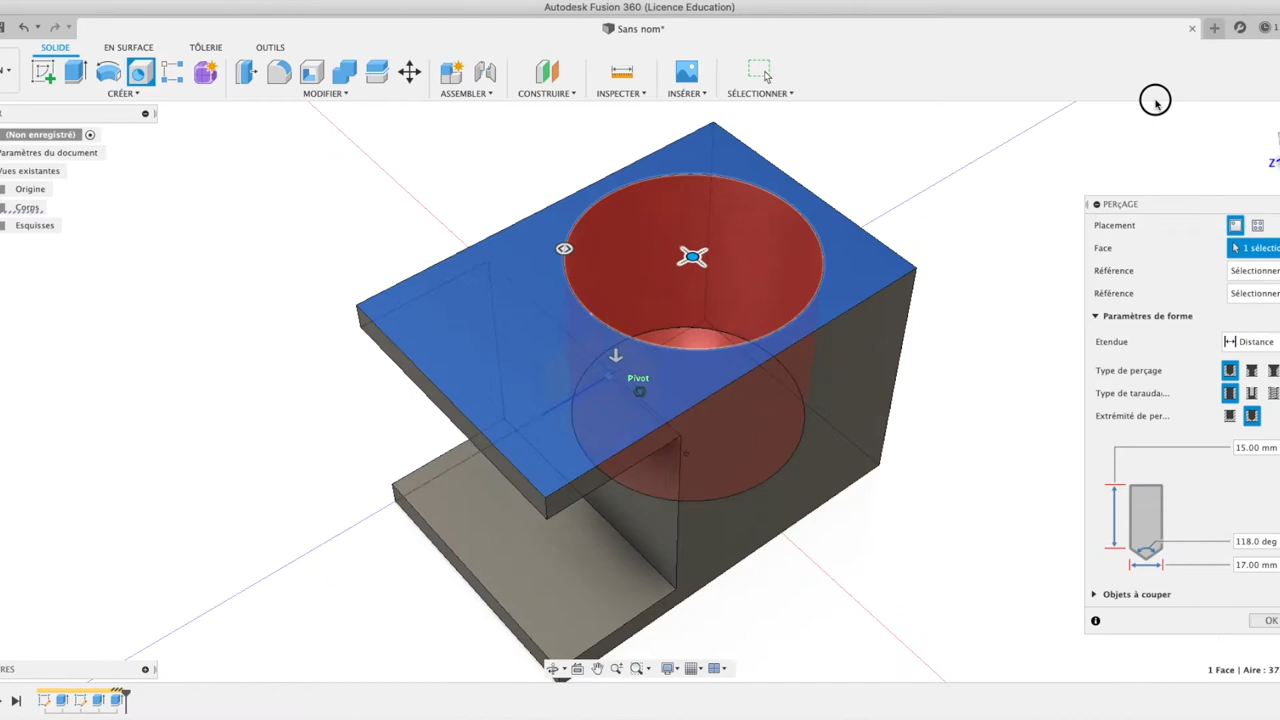 Autodesk Fusion 360 (Licence Education)
Sans nom*
SOLIDE EN SURFACE TÔLERIE OUTILS
CRÉER MODIFIER ASSEMBLER CONSTRUIRE INSPECTER INSÉRER SÉLECTIONNER
(Non enregistré)
Paramètres du document
Vues existantes
Origine
Corps
Esquisses
Pivot
Z
PERÇAGE
Placement
Face 1 sélectio
Référence Sélectionner
Référence Sélectionner
Paramètres de forme
Etendue Distance
Type de perçage
Type de tarauda...
Extrémité de per...
15.00 mm
118.0 deg
17.00 mm
Objets à couper
OK
RES
1 Face | Aire : 37